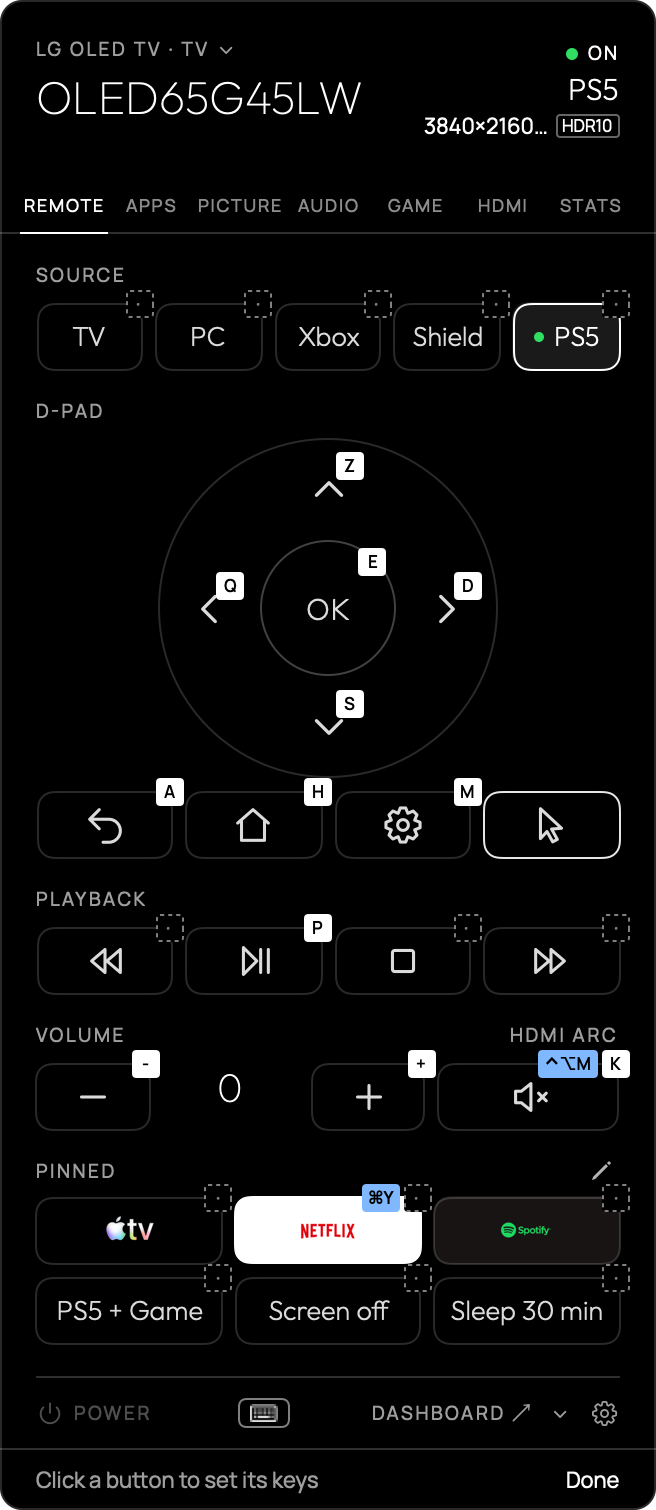 LG OLED TV · TV
ON
OLED65G45LW
PS5
3840×2160… HDR10
REMOTE APPS PICTURE AUDIO GAME HDMI STATS
SOURCE
TV PC Xbox Shield PS5
D-PAD
Z
E
Q D
OK
S
A H M
PLAYBACK
P
VOLUME HDMI ARC
- + ⌃⌥M K
0
PINNED
⌘Y
tv NETFLIX Spotify
PS5 + Game Screen off Sleep 30 min
POWER DASHBOARD
Click a button to set its keys Done